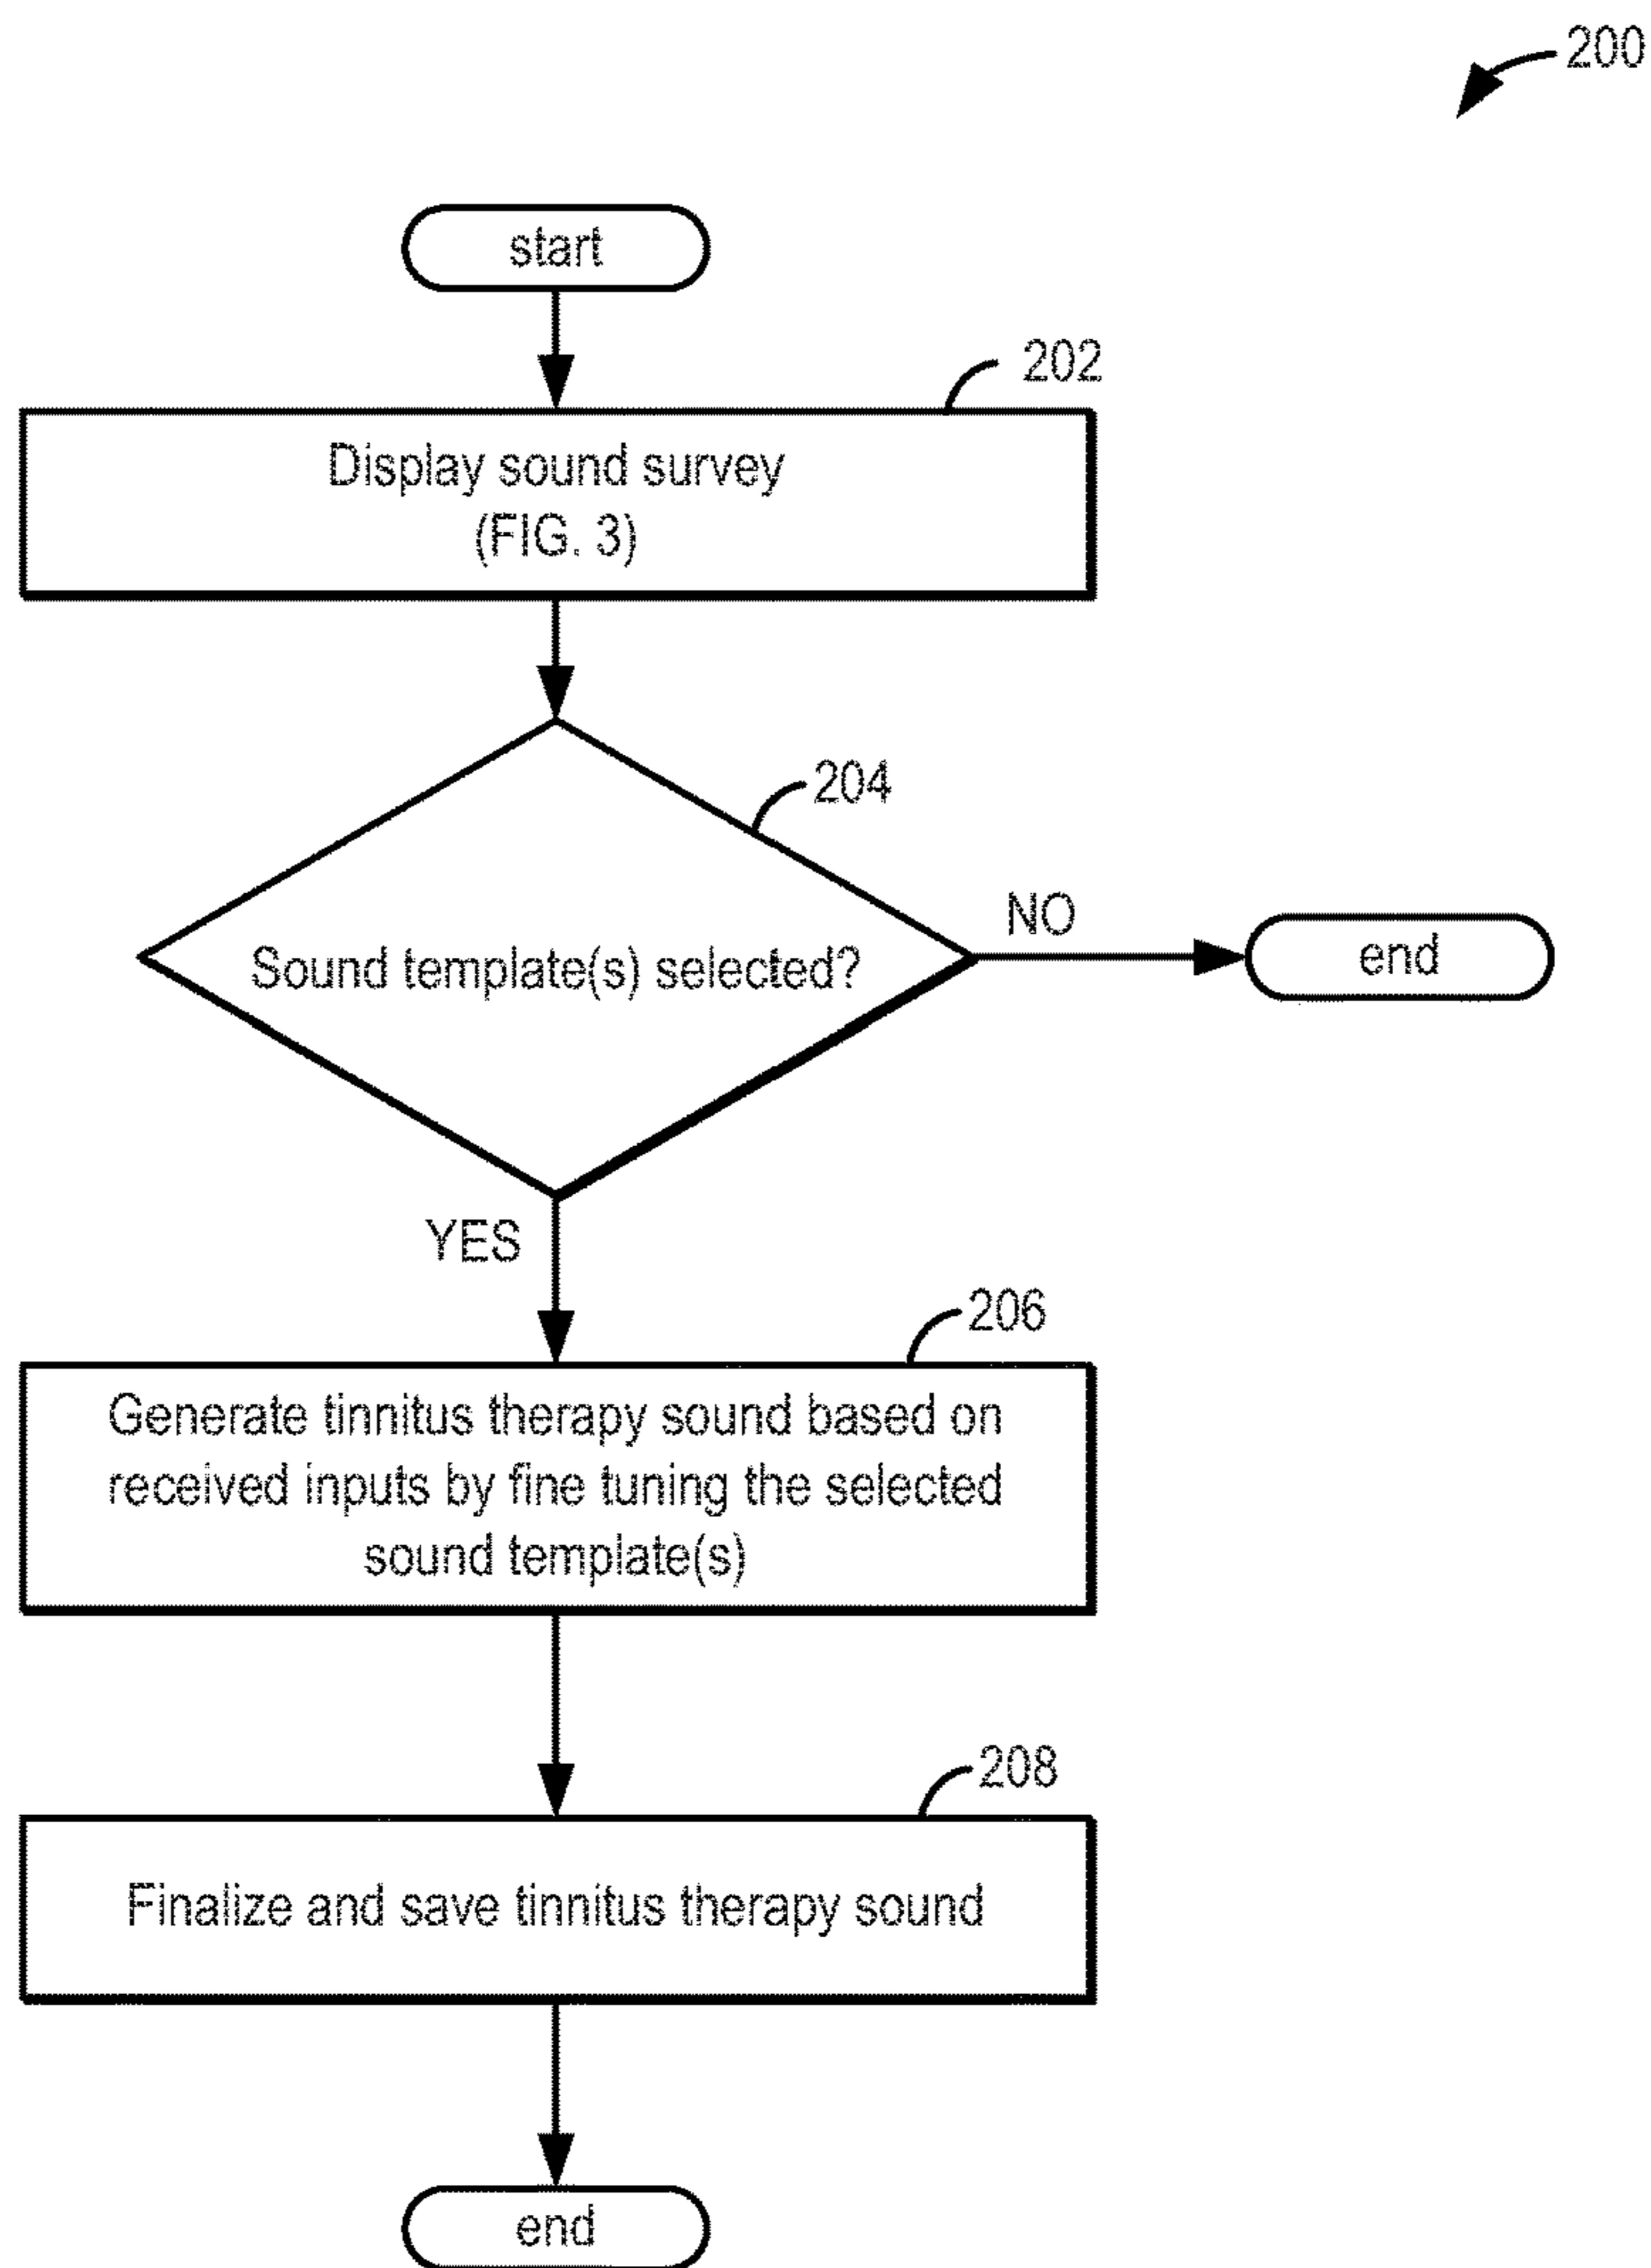 200
start
202
Display sound survey
(FIG. 3)
204
Sound template(s) selected?
NO
end
YES
206
Generate tinnitus therapy sound based on
received inputs by fine tuning the selected
sound template(s)
208
Finalize and save tinnitus therapy sound
end